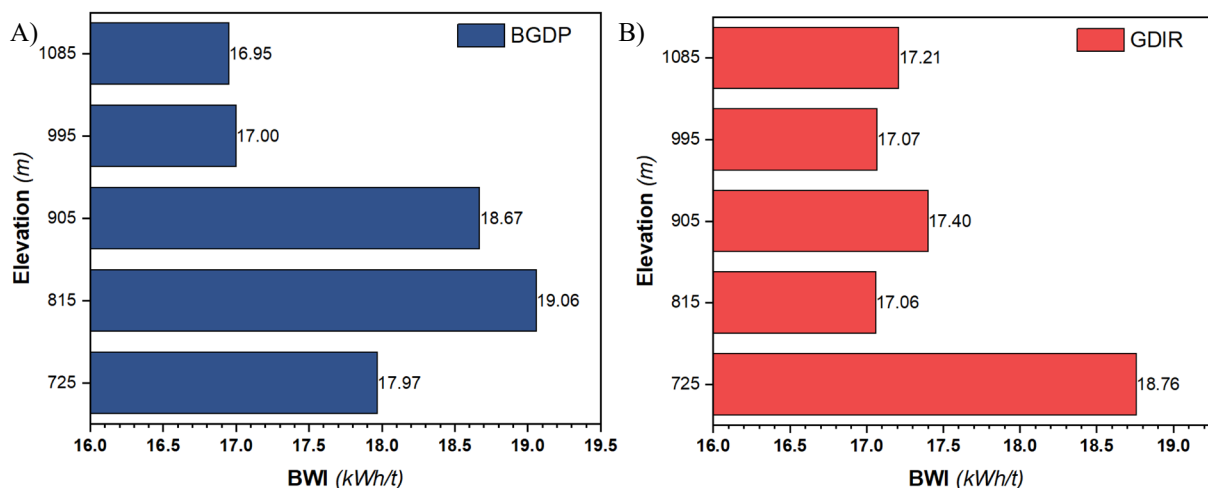 A)
BGDP
1085
16.95
995
17.00
905
18.67
815
19.06
725
17.97
Elevation (m)
16.0 16.5 17.0 17.5 18.0 18.5 19.0 19.5
BWI (kWh/t)
B)
GDIR
1085
17.21
995
17.07
905
17.40
815
17.06
725
18.76
Elevation (m)
16.0 16.5 17.0 17.5 18.0 18.5 19.0
BWI (kWh/t)